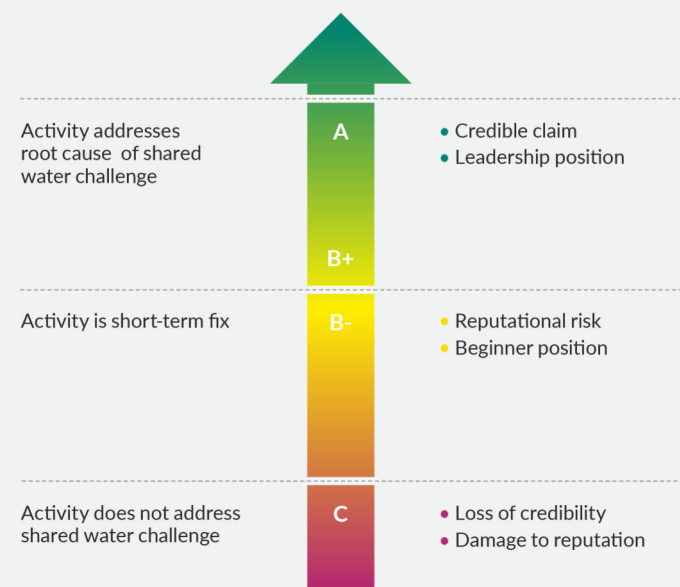 Activity addresses
root cause of shared
water challenge
A
B+
• Credible claim
• Leadership position
Activity is short-term fix
B-
• Reputational risk
• Beginner position
Activity does not address
shared water challenge
C
• Loss of credibility
• Damage to reputation